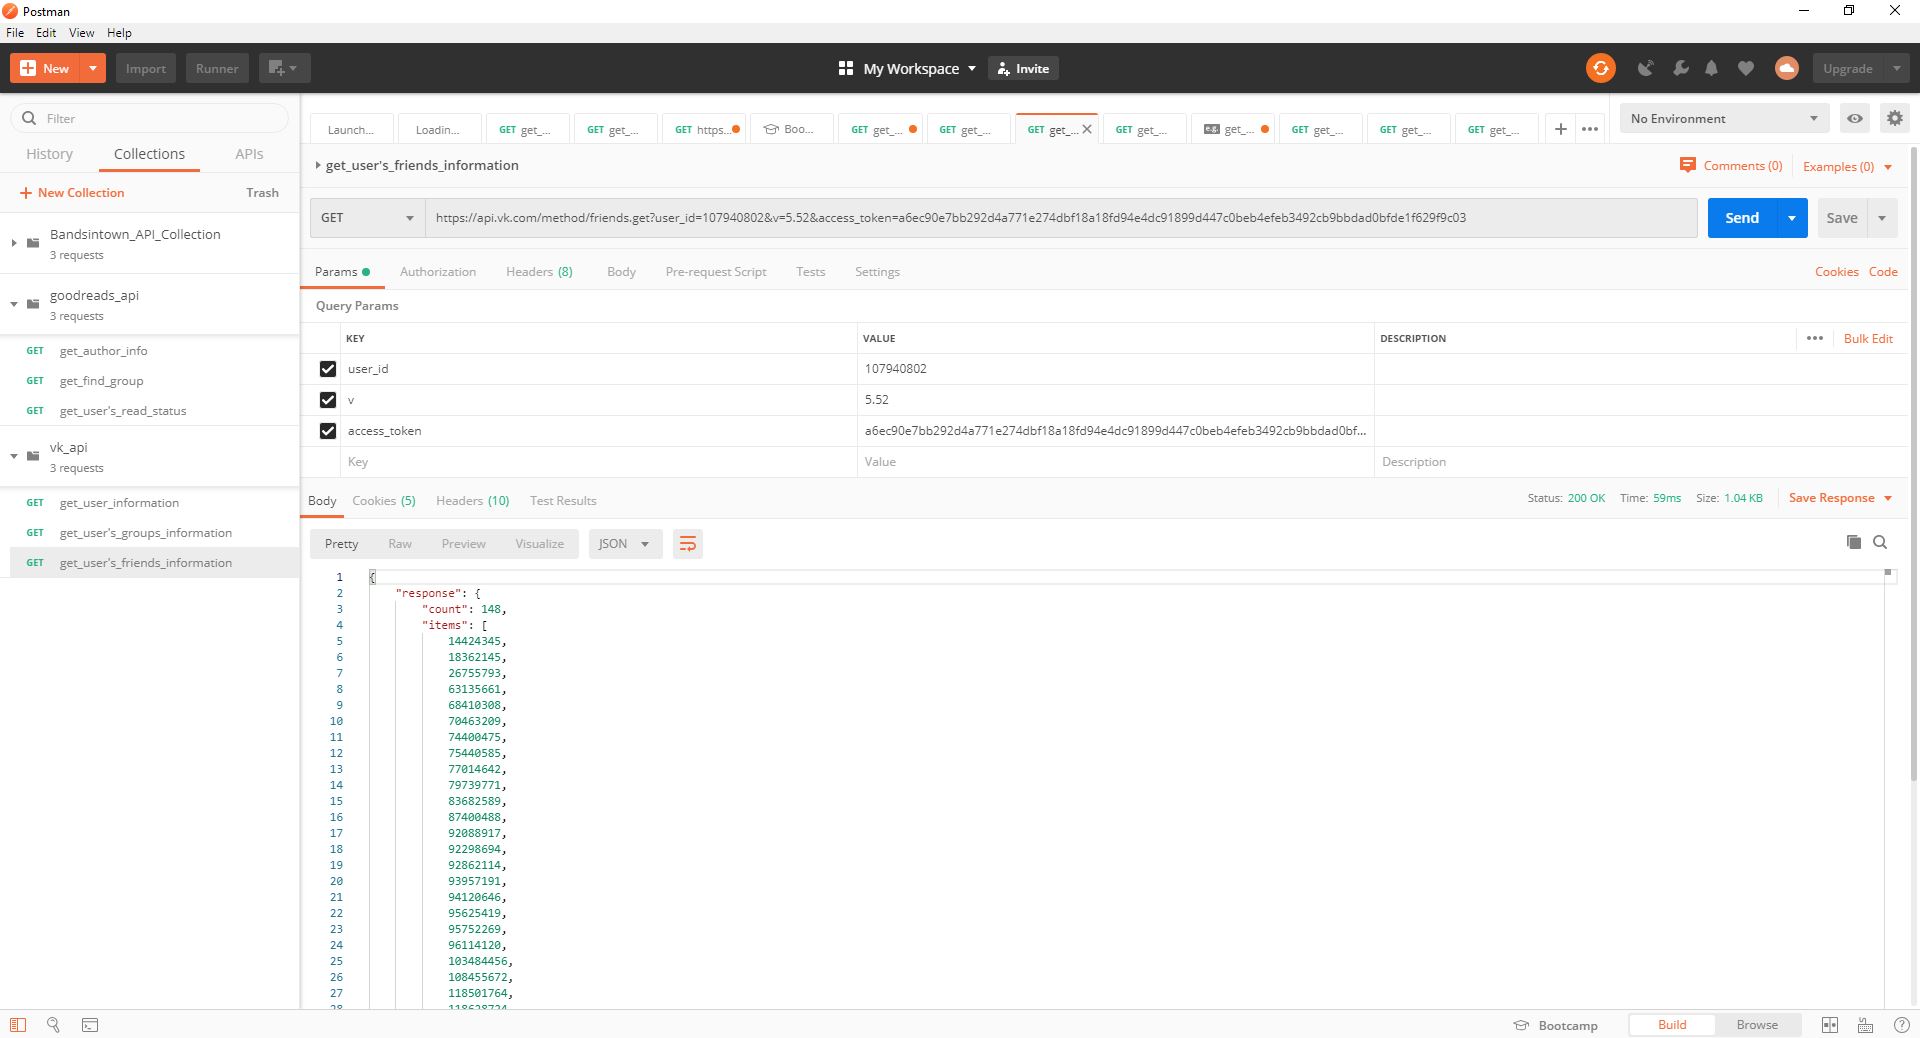 Postman
File Edit View Help
New Import Runner My Workspace Invite Upgrade
Filter
History Collections APIs
New Collection Trash
Bandsintown_API_Collection
3 requests
goodreads_api
3 requests
GET get_author_info
GET get_find_group
GET get_user's_read_status
vk_api
3 requests
GET get_user_information
GET get_user's_groups_information
GET get_user's_friends_information
Launch... Loadin... GET get_... GET get_... GET https... Boo... GET get_... GET get_... GET get_... GET get_... e.g. get_... GET get_... GET get_... GET get_... No Environment
get_user's_friends_information Comments (0) Examples (0)
GET https://api.vk.com/method/friends.get?user_id=107940802&v=5.52&access_token=a6ec90e7bb292d4a771e274dbf18a18fd94e4dc91899d447c0beb4efeb3492cb9bbdad0bfde1f629f9c03 Send Save
Params Authorization Headers (8) Body Pre-request Script Tests Settings Cookies Code
Query Params
KEY VALUE DESCRIPTION Bulk Edit
user_id 107940802
v 5.52
access_token a6ec90e7bb292d4a771e274dbf18a18fd94e4dc91899d447c0beb4efeb3492cb9bbdad0bf...
Key Value Description
Body Cookies (5) Headers (10) Test Results Status: 200 OK Time: 59ms Size: 1.04 KB Save Response
Pretty Raw Preview Visualize JSON
1 {
2 "response": {
3 "count": 148,
4 "items": [
5 14424345,
6 18362145,
7 26755793,
8 63135661,
9 68410308,
10 70463209,
11 74400475,
12 75440585,
13 77014642,
14 79739771,
15 83682589,
16 87400488,
17 92088917,
18 92298694,
19 92862114,
20 93957191,
21 94120646,
22 95625419,
23 95752269,
24 96114120,
25 103484456,
26 108455672,
27 118501764,
28 118628724
Bootcamp Build Browse